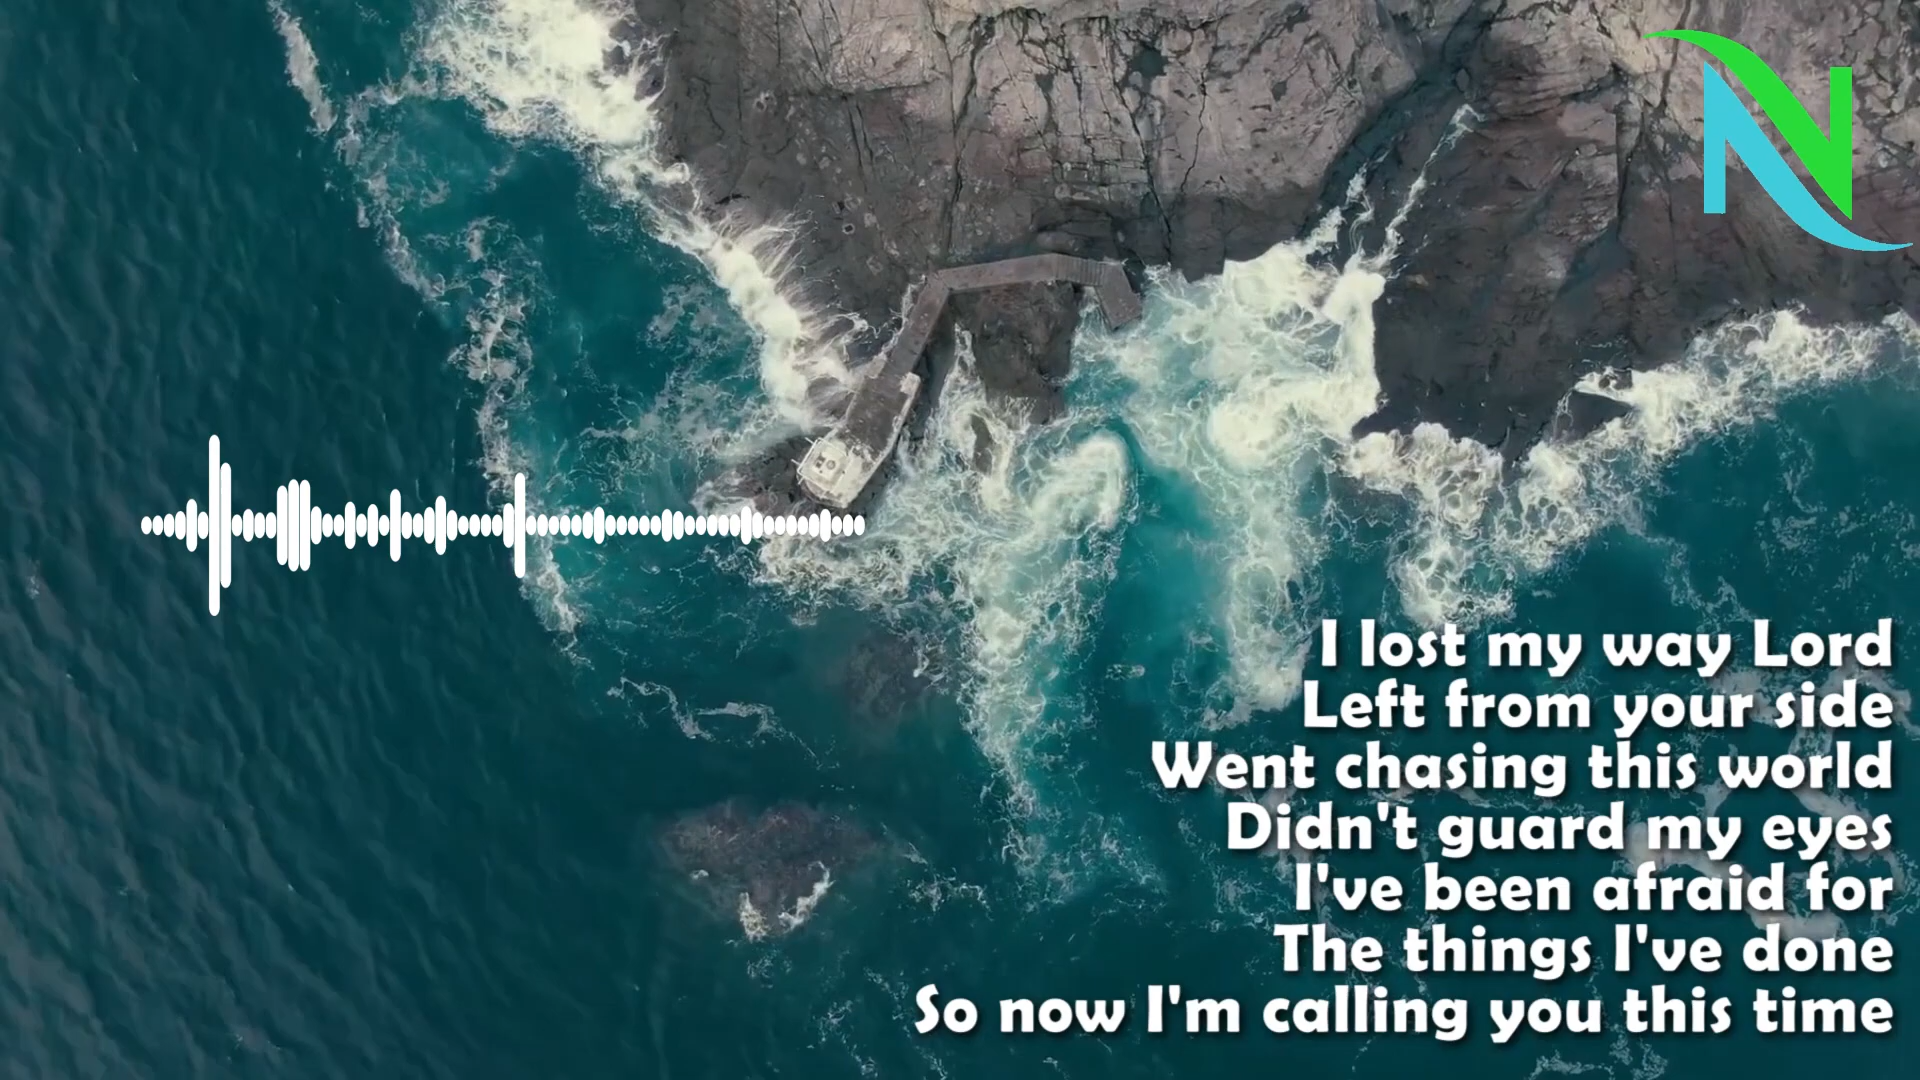 N
I lost my way Lord
Left from your side
Went chasing this world
Didn't guard my eyes
I've been afraid for
The things I've done
So now I'm calling you this time